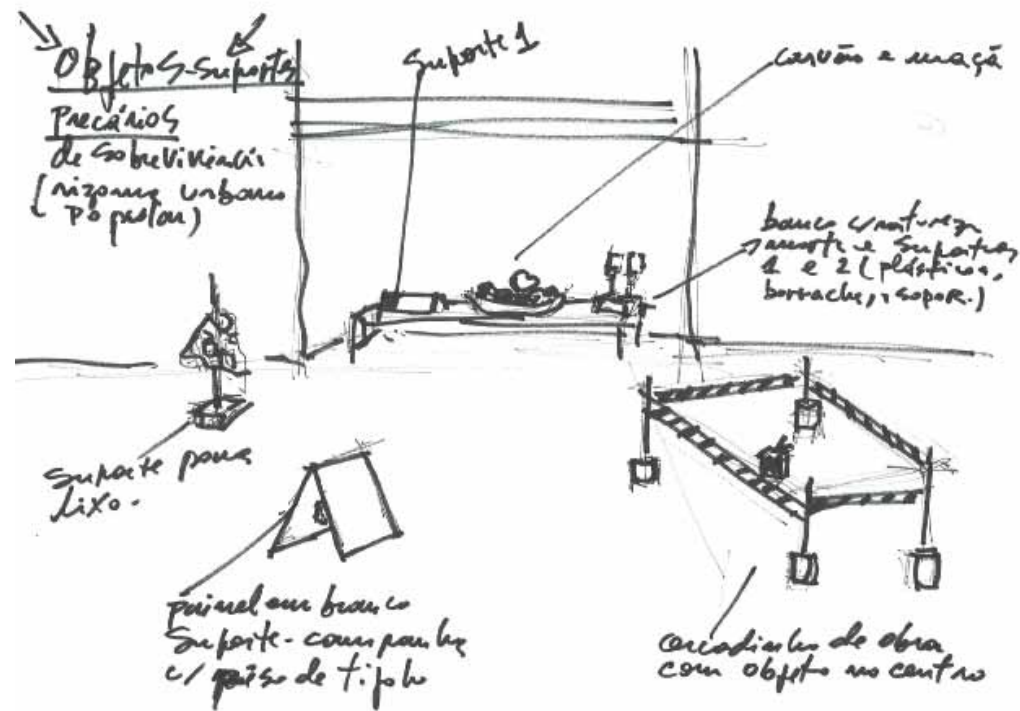 Objetos-Suportes
Precários
de sobrevivência
(rizoma urbano
popular)
Suporte 1
carvão e maçã
banco c/natureza
morta e suportes
1 e 2 (plástico,
borracha, isopor.)
suporte para
lixo.
painel em branco
suporte-campanha
c/ peso de tijolo
cercadinho de obra
com objeto no centro